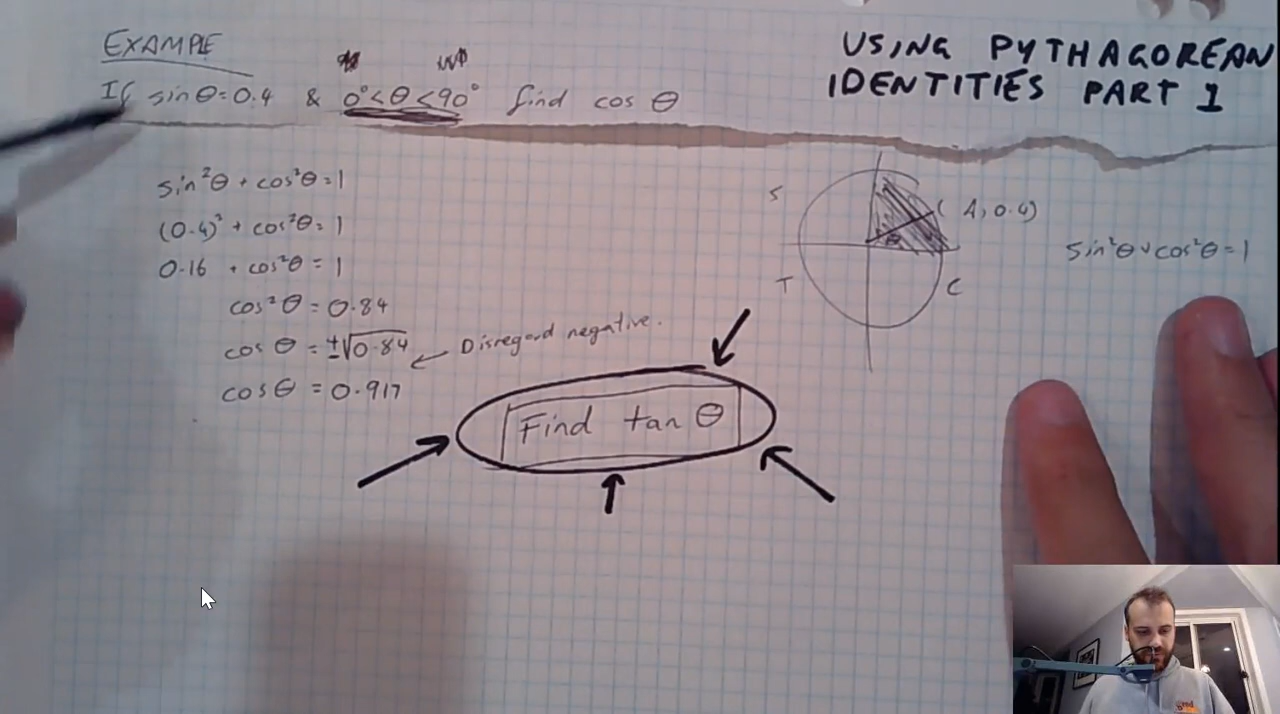 EXAMPLE
If sinθ=0.4 & 0°<θ<90° find cos θ
USING PYTHAGOREAN
IDENTITIES PART 1
sin²θ + cos²θ=1
(0.4)² + cos²θ=1
0.16 + cos²θ = 1
cos²θ = 0.84
cos θ = ±√0.84 Disregard negative.
cosθ = 0.917
Find tan θ
S
( A, 0.4)
θ
T
C
sin²θ+cos²θ=1